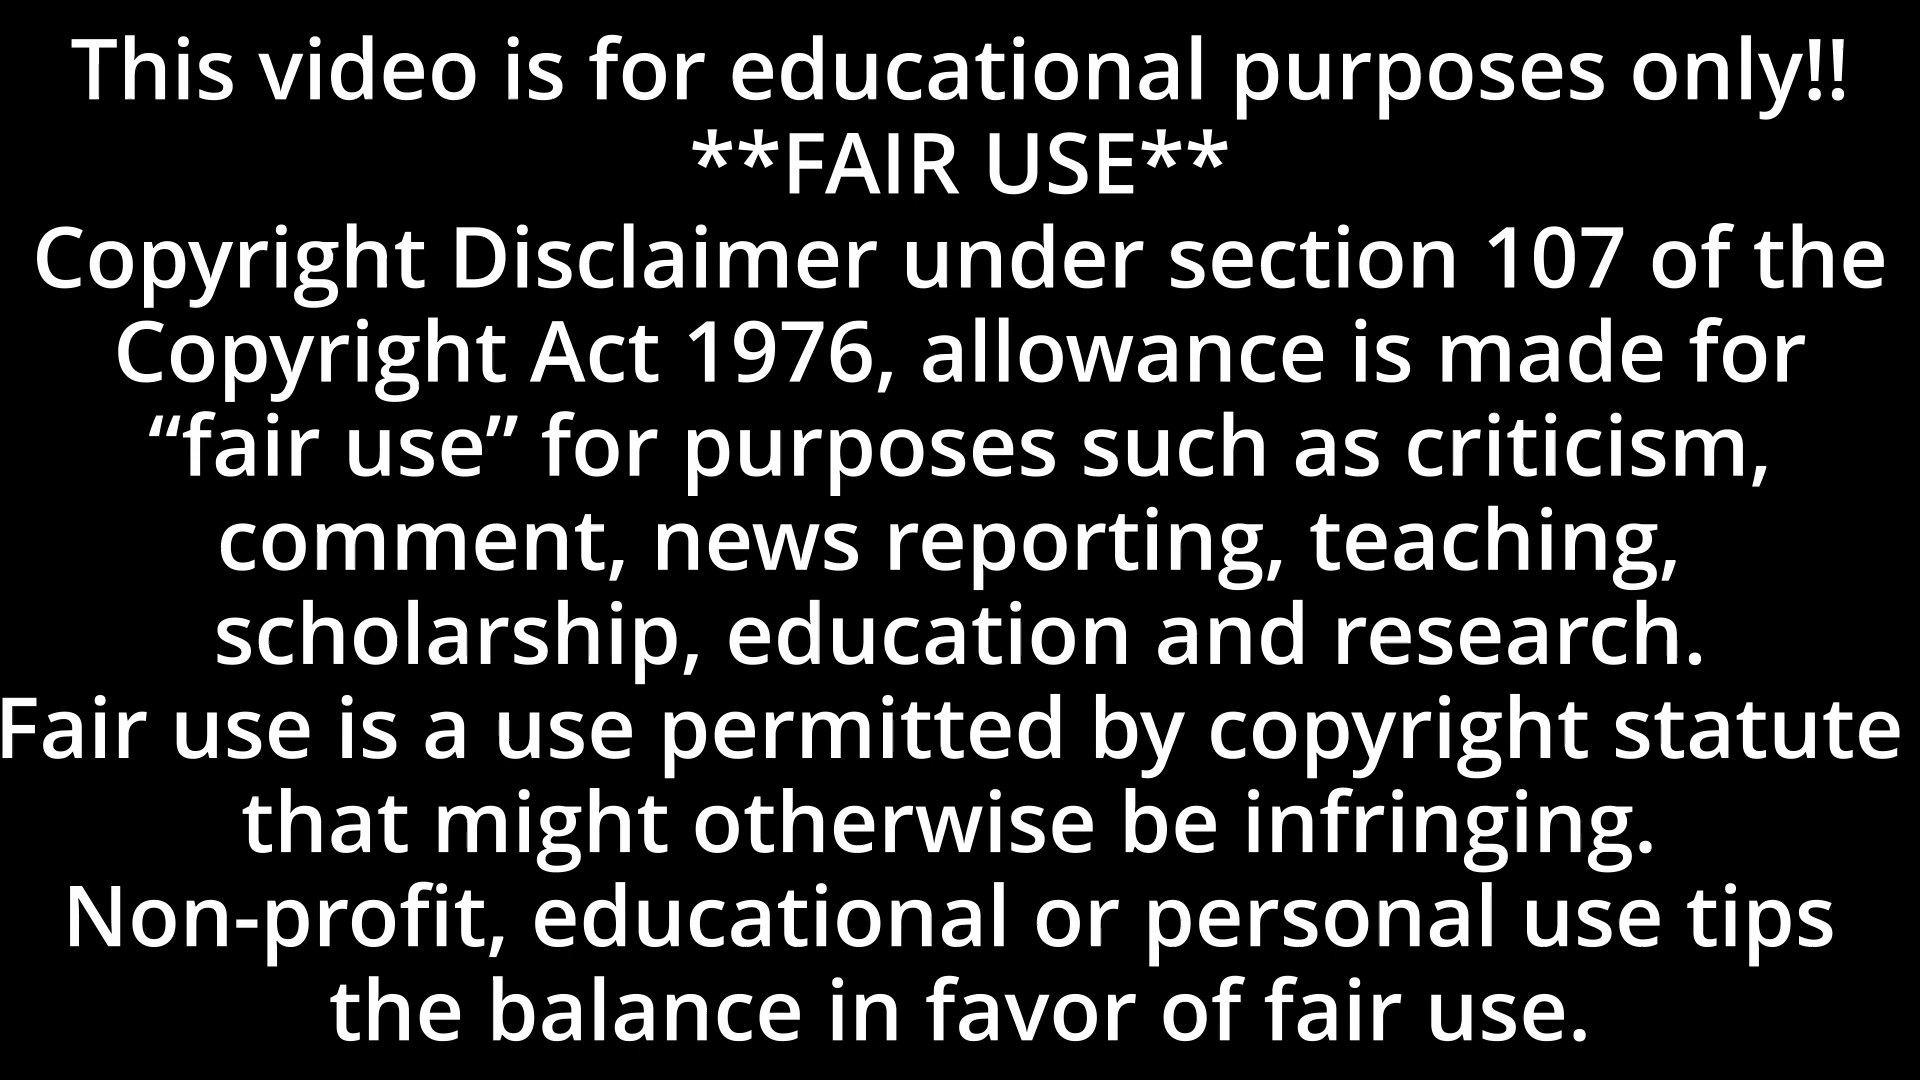 This video is for educational purposes only!!
**FAIR USE**
Copyright Disclaimer under section 107 of the
Copyright Act 1976, allowance is made for
“fair use” for purposes such as criticism,
comment, news reporting, teaching,
scholarship, education and research.
Fair use is a use permitted by copyright statute
that might otherwise be infringing.
Non-profit, educational or personal use tips
the balance in favor of fair use.